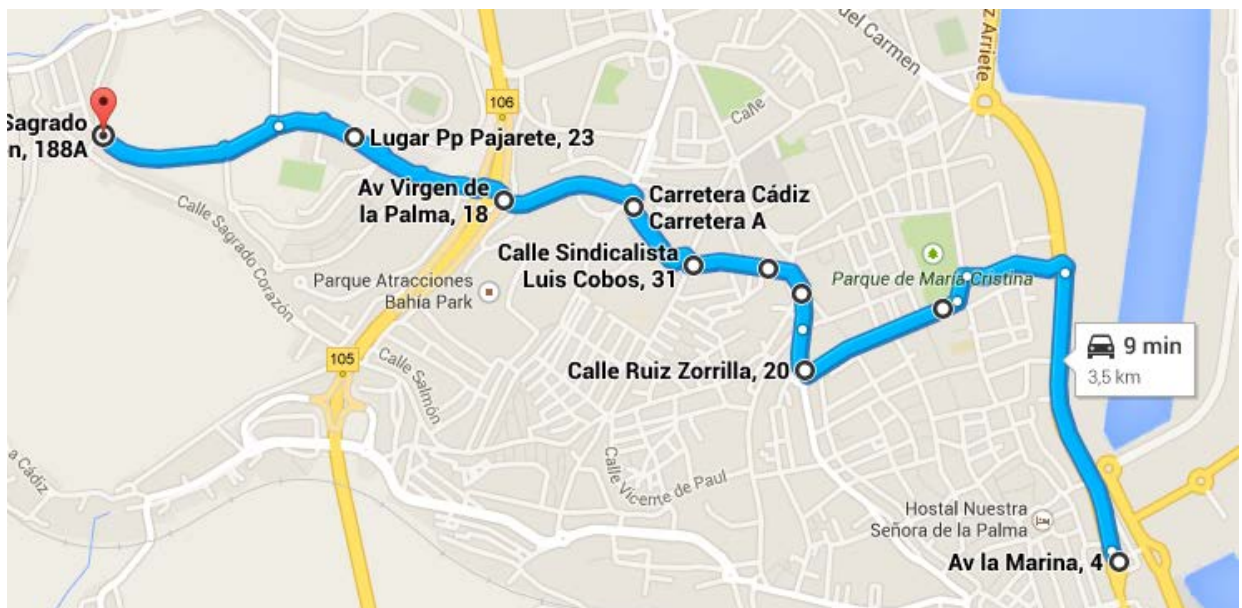 del Carmen
z Arriete
106
Cañe
Sagrado
n, 188A
Lugar Pp Pajarete, 23
Av Virgen de
la Palma, 18
Carretera Cádiz
Carretera A
Calle Sagrado Corazón
Calle Sindicalista
Luis Cobos, 31
Parque de María Cristina
Parque Atracciones
Bahía Park
9 min
3,5 km
105
Calle Salmón
Calle Ruiz Zorrilla, 20
Calle Vicente de Paul
a Cádiz
Hostal Nuestra
Señora de la Palma
Av la Marina, 4